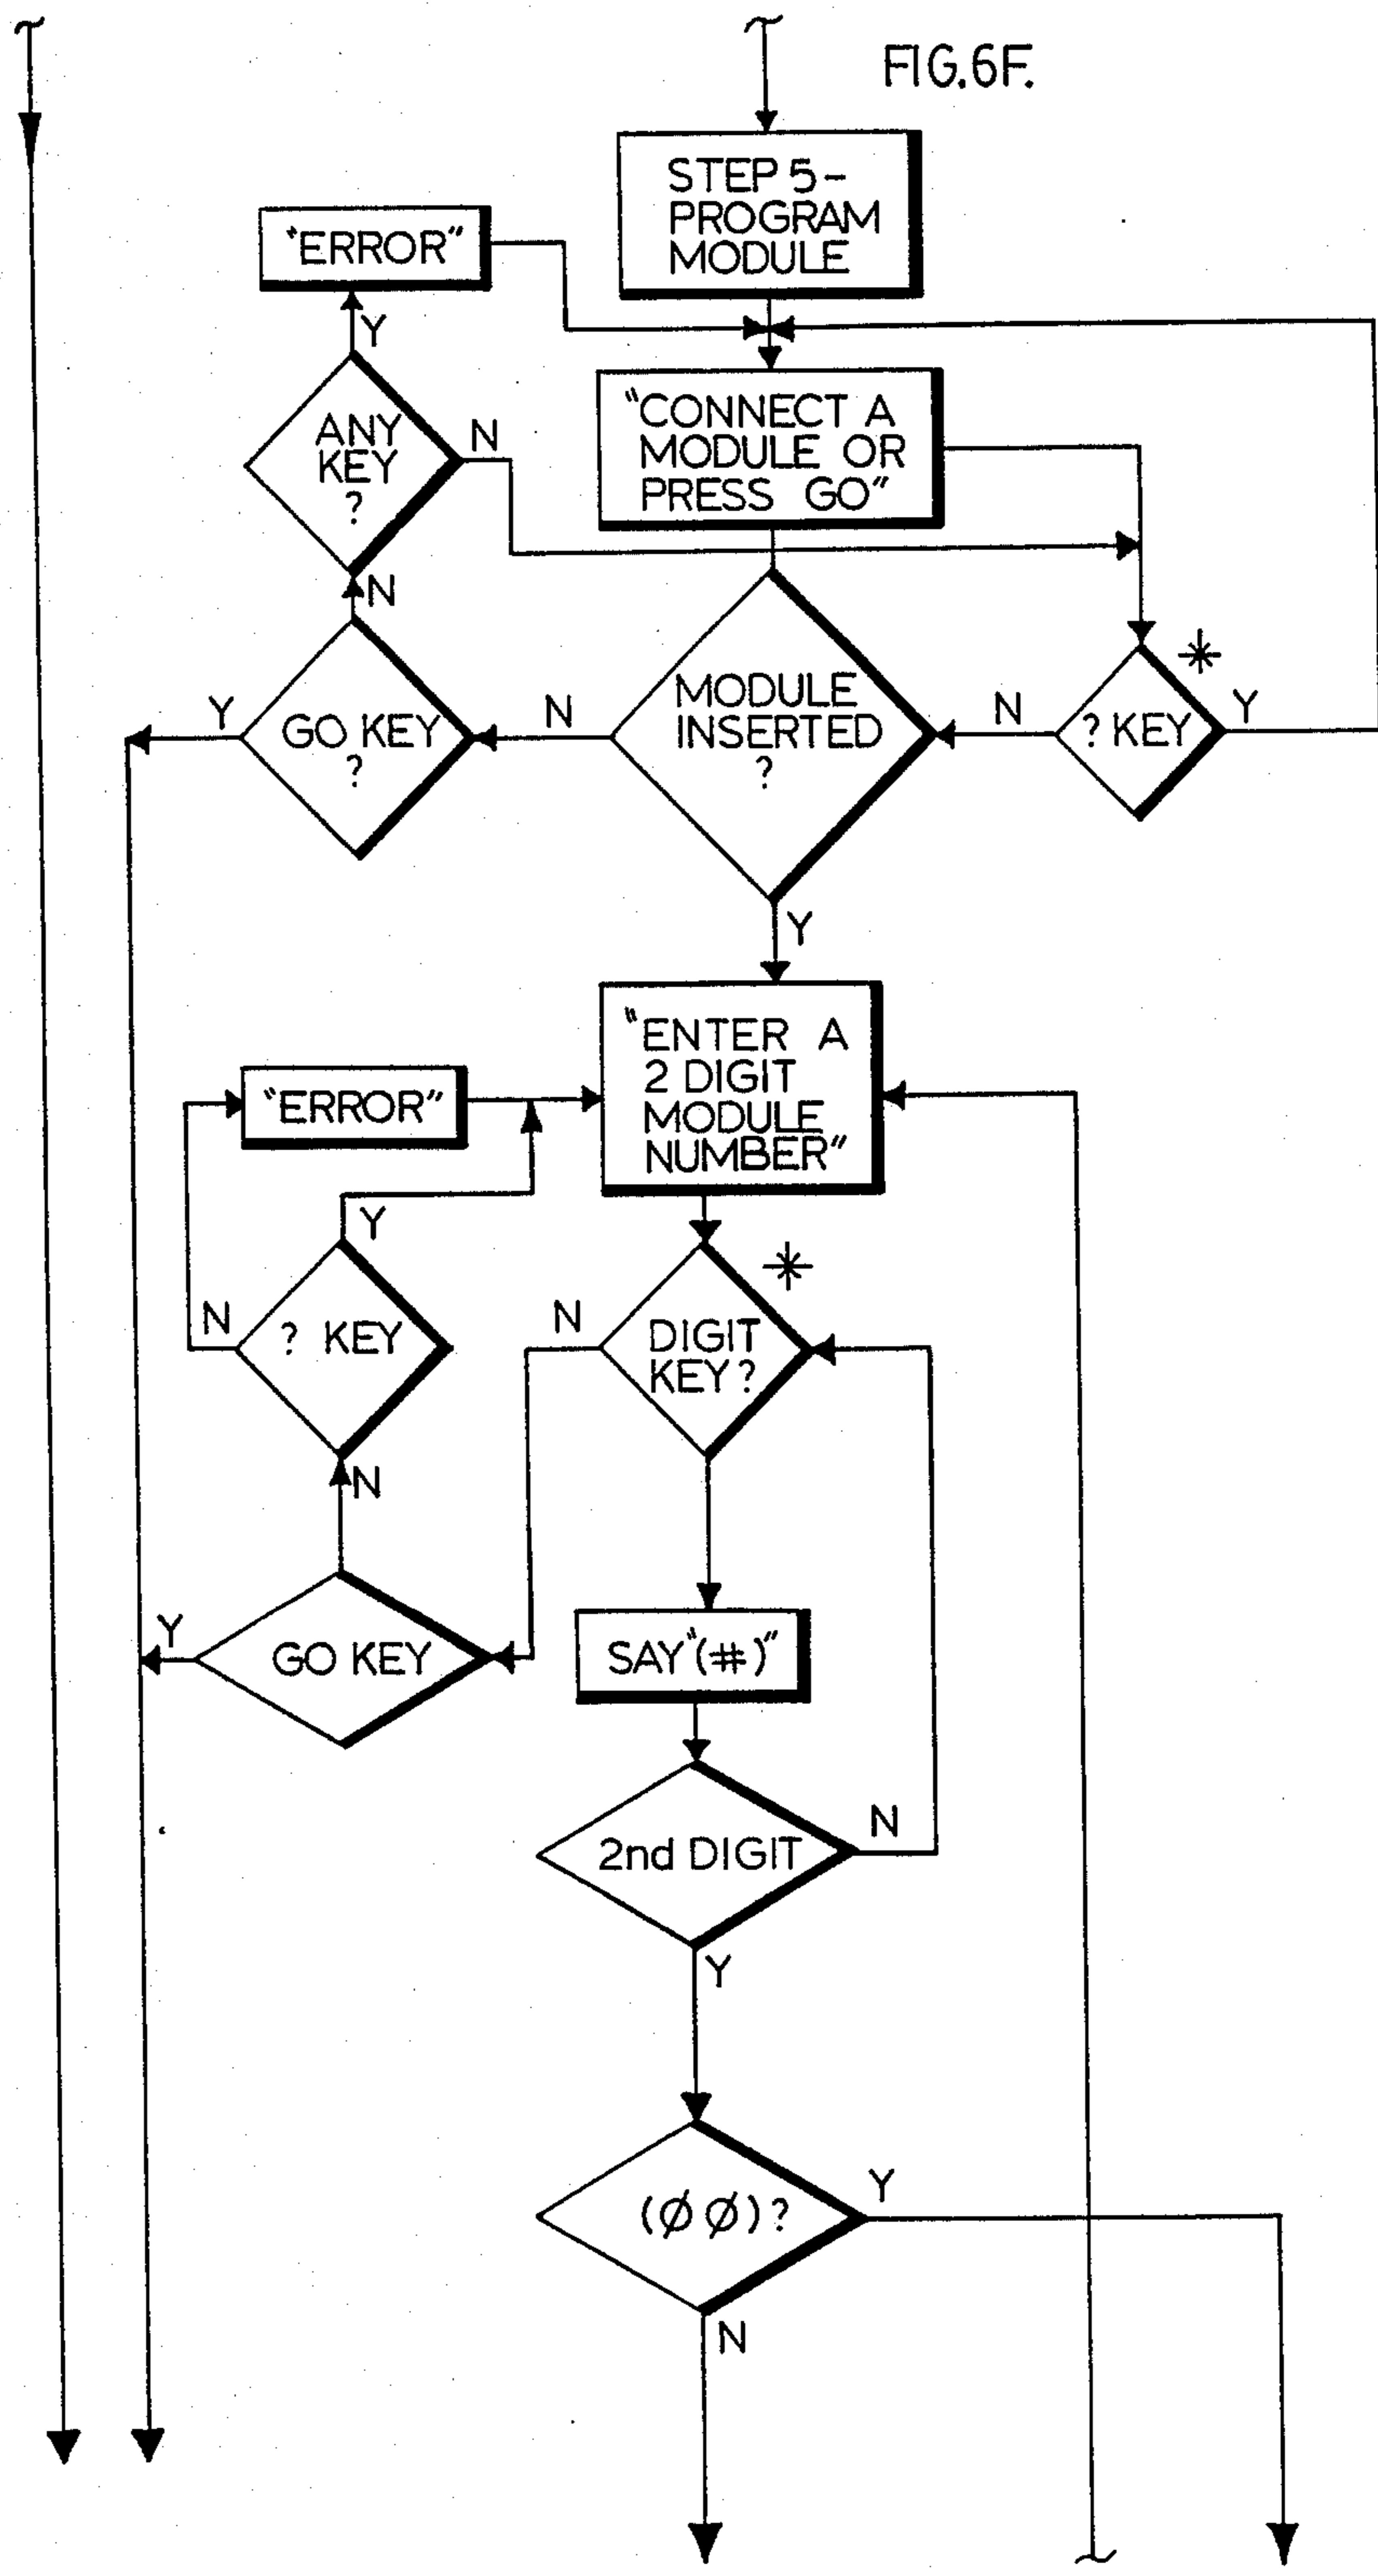 FIG.6F.
STEP 5-
PROGRAM
MODULE
"ERROR"
Y
"CONNECT A
MODULE OR
PRESS GO"
ANY
KEY
?
N
N
*
MODULE
INSERTED
?
Y
GO KEY
?
N
N
? KEY
Y
Y
"ENTER A
2 DIGIT
MODULE
NUMBER"
"ERROR"
Y
*
N
? KEY
N
DIGIT
KEY?
N
Y
GO KEY
SAY"(#)"
2nd DIGIT
N
Y
(ØØ)?
Y
N